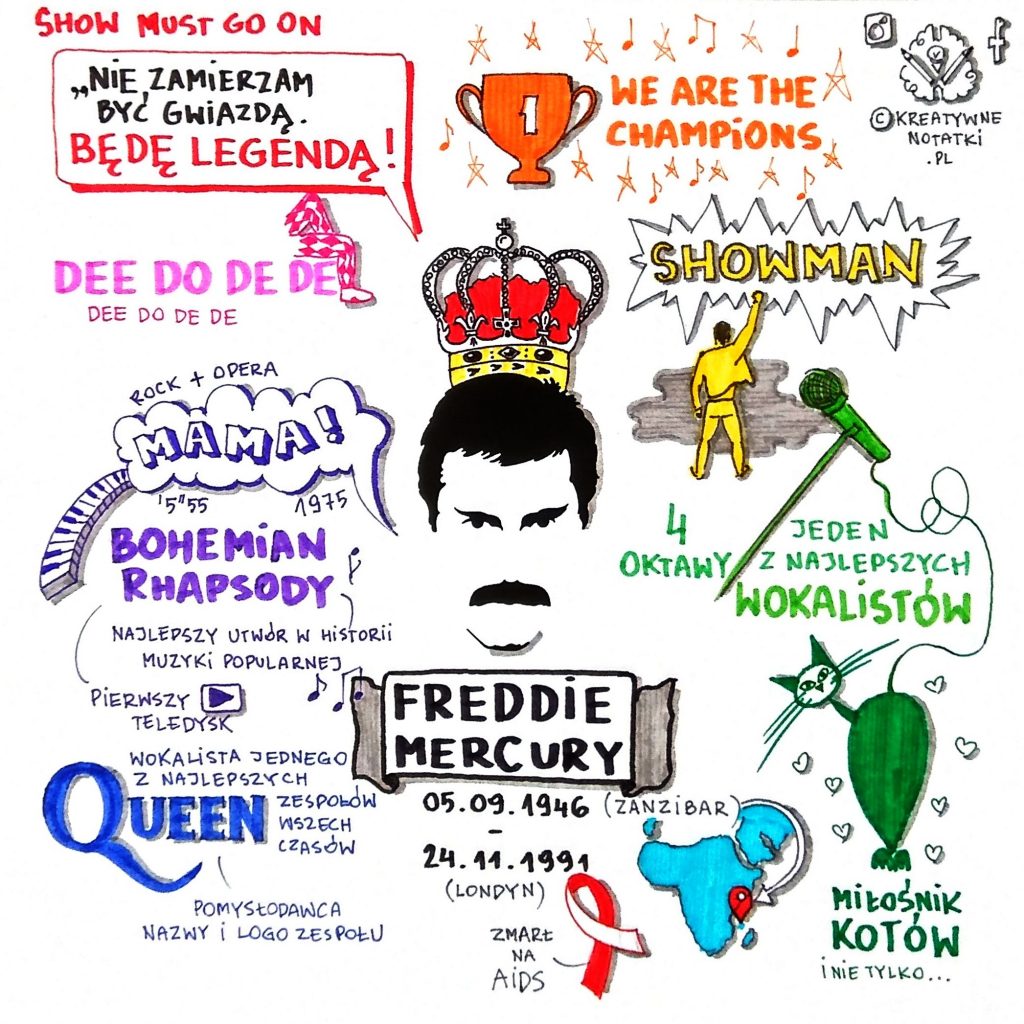 SHOW MUST GO ON
„NIE ZAMIERZAM
BYĆ GWIAZDĄ.
BĘDĘ LEGENDĄ!
1
WE ARE THE
CHAMPIONS
©KREATYWNE
NOTATKI
.PL
DEE DO DE DE
DEE DO DE DE
SHOWMAN
ROCK + OPERA
MAMA!
'5"55
1975
BOHEMIAN
RHAPSODY
NAJLEPSZY UTWÓR W HISTORII
MUZYKI POPULARNEJ
PIERWSZY
TELEDYSK
4
OKTAWY
JEDEN
Z NAJLEPSZYCH
WOKALISTÓW
FREDDIE
MERCURY
05.09.1946 (ZANZIBAR)
-
24.11.1991
(LONDYN)
ZMARŁ
NA
AIDS
WOKALISTA JEDNEGO
Z NAJLEPSZYCH
QUEEN
ZESPOŁÓW
WSZECH
CZASÓW
POMYSŁODAWCA
NAZWY i LOGO ZESPOŁU
MIŁOŚNIK
KOTÓW
i NIE TYLKO...